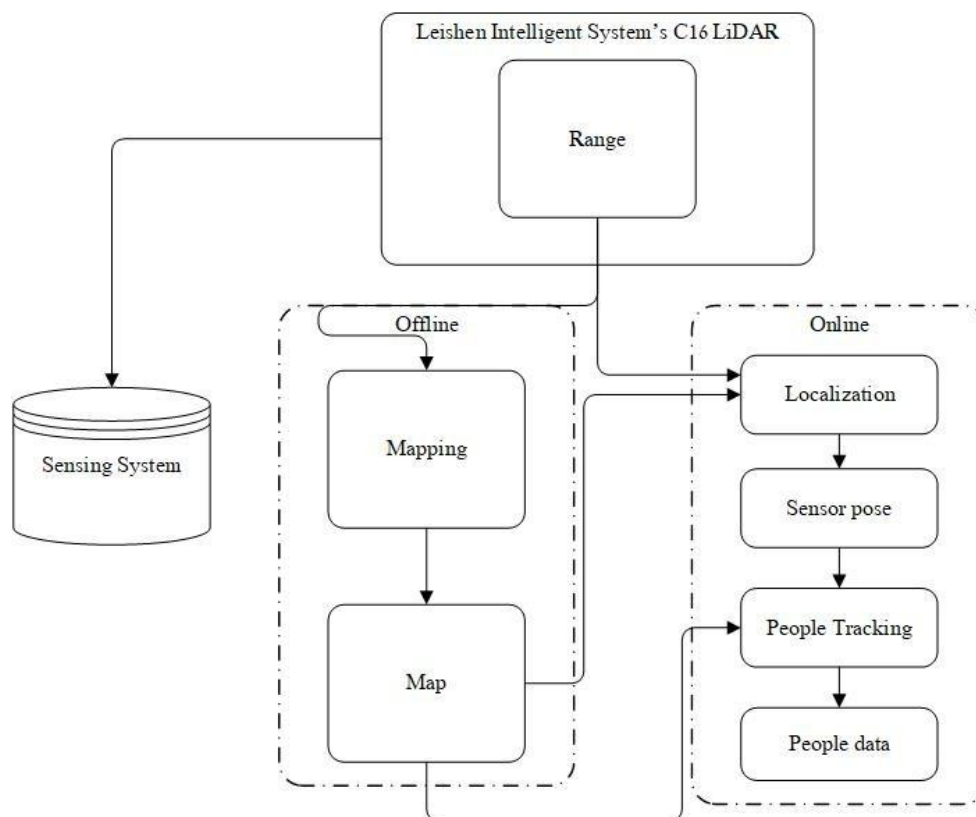 Leishen Intelligent System's C16 LiDAR
Range
Offline
Online
Localization
Mapping
Sensing System
Sensor pose
People Tracking
Map
People data